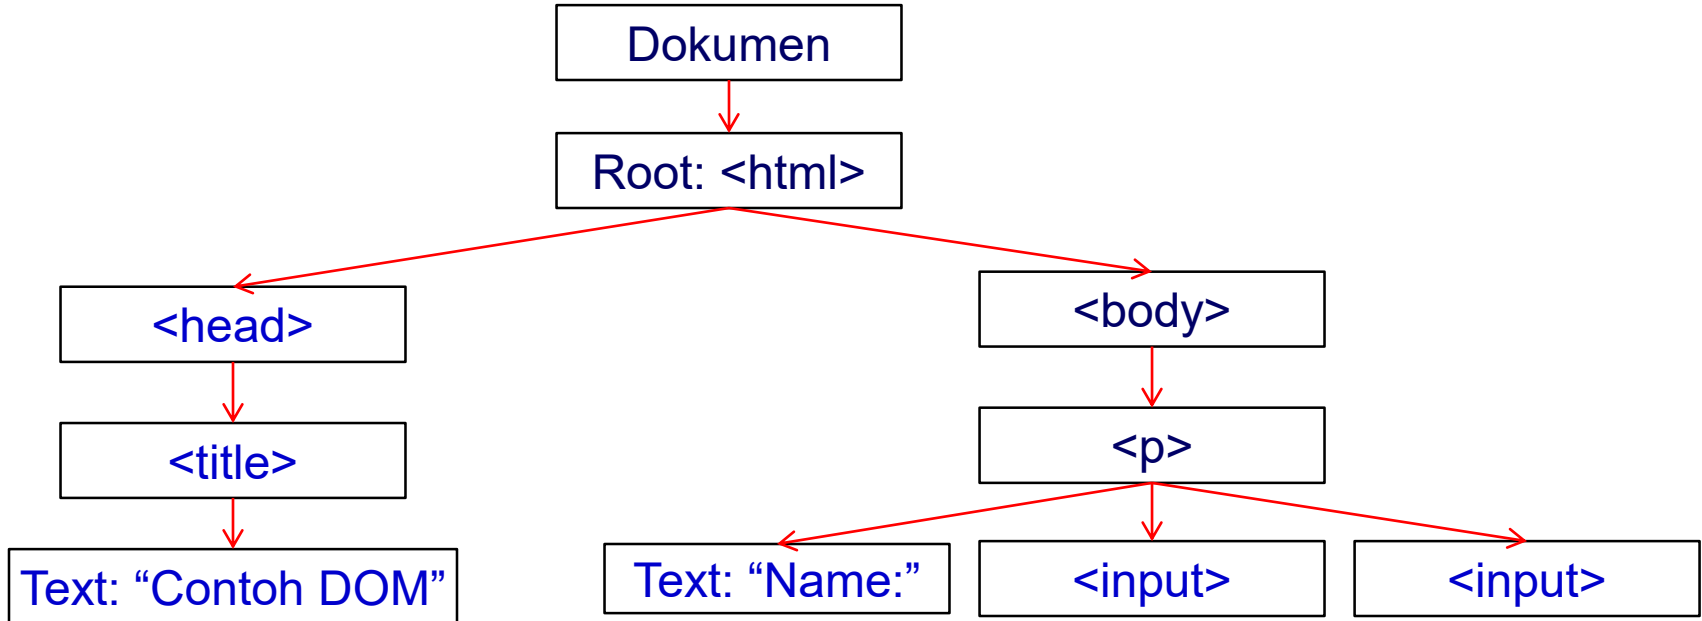 Dokumen
Root: <html>
<head>
<body>
<title>
<p>
Text: “Contoh DOM”
Text: “Name:”
<input>
<input>